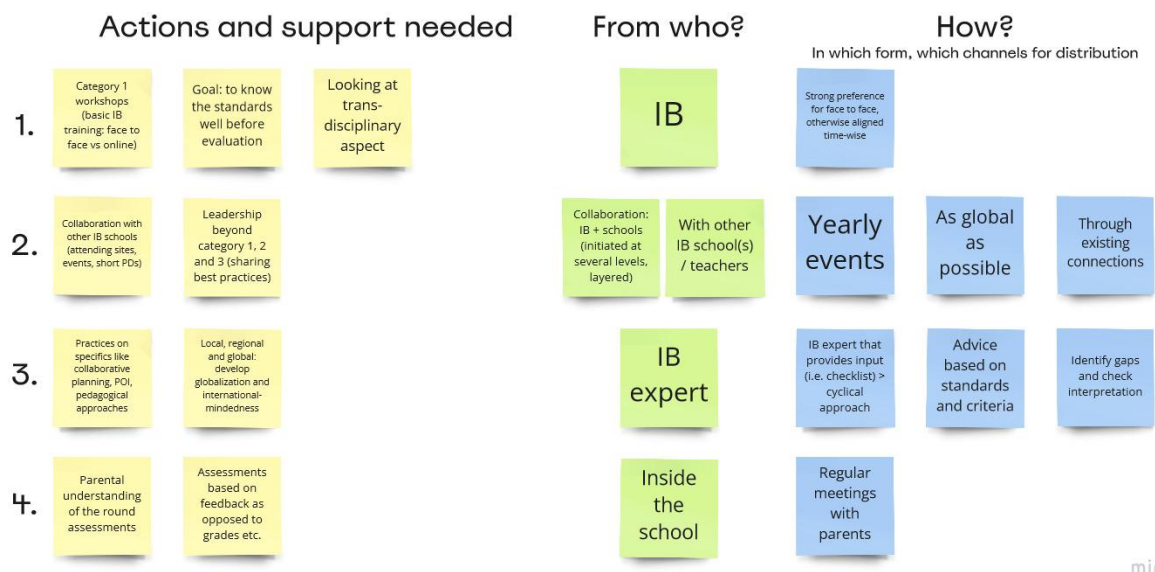 Actions and support needed
From who?
How?
In which form, which channels for distribution
1.
Category 1
workshops
(basic IB
training: face to
face vs online)
Goal: to know
the standards
well before
evaluation
Looking at
trans-
disciplinary
aspect
IB
Strong preference
for face to face,
otherwise aligned
time-wise
2.
Collaboration with
other IB schools
(attending sites,
events, short PDs)
Leadership
beyond
category 1, 2
and 3 (sharing
best practices)
Collaboration:
IB + schools
(initiated at
several levels,
layered)
With other
IB school(s)
/ teachers
Yearly
events
As global
as
possible
Through
existing
connections
3.
Practices on
specifics like
collaborative
planning, POI,
pedagogical
approaches
Local, regional
and global:
develop
globalization and
international-
mindedness
IB
expert
IB expert that
provides input
(i.e. checklist) >
cyclical
approach
Advice
based on
standards
and criteria
Identify gaps
and check
interpretation
4.
Parental
understanding
of the round
assessments
Assessments
based on
feedback as
opposed to
grades etc.
Inside
the
school
Regular
meetings
with
parents